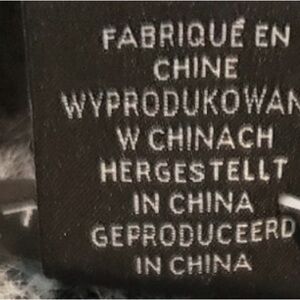 FABRIQUÉ EN
CHINE
WYPRODUKOWAN
W CHINACH
HERGESTELLT
IN CHINA
GEPRODUCEERD
IN CHINA